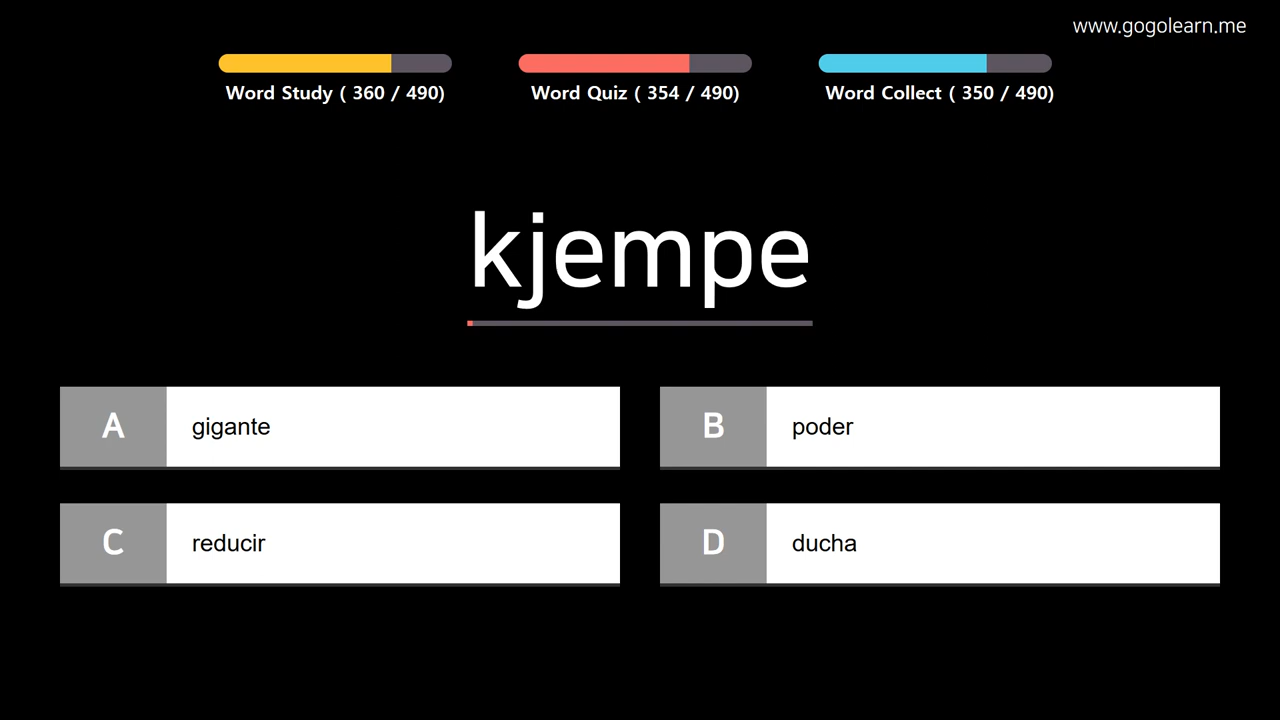 www.gogolearn.me
Word Study ( 360 / 490)
Word Quiz ( 354 / 490)
Word Collect ( 350 / 490)
kjempe
A gigante
B poder
C reducir
D ducha